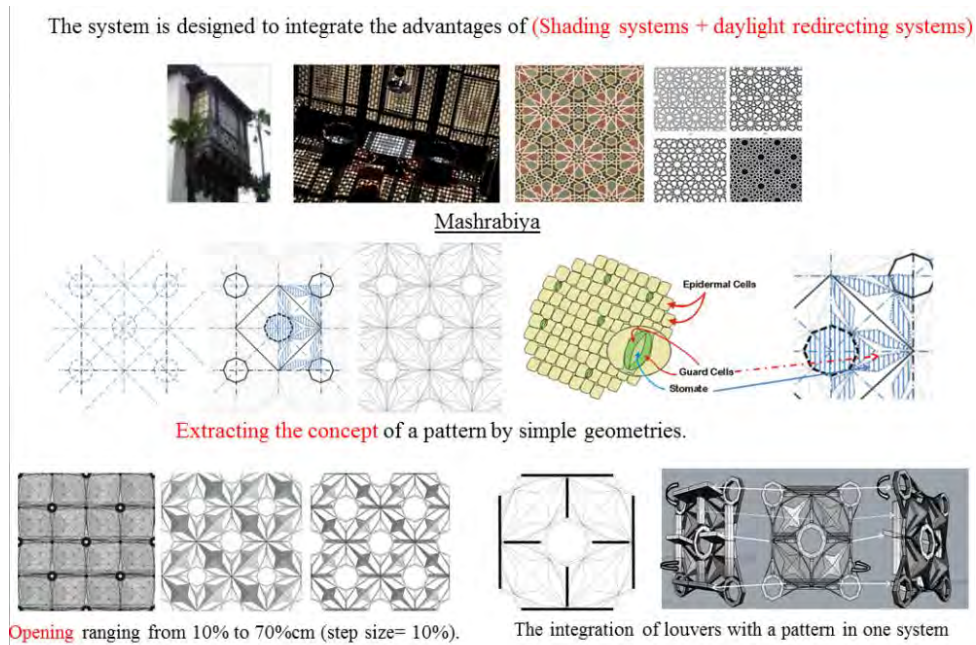 The system is designed to integrate the advantages of (Shading systems + daylight redirecting systems)
Mashrabiya
Epidermal Cells
Guard Cells
Stomate
Extracting the concept of a pattern by simple geometries.
Opening ranging from 10% to 70%cm (step size= 10%).
The integration of louvers with a pattern in one system